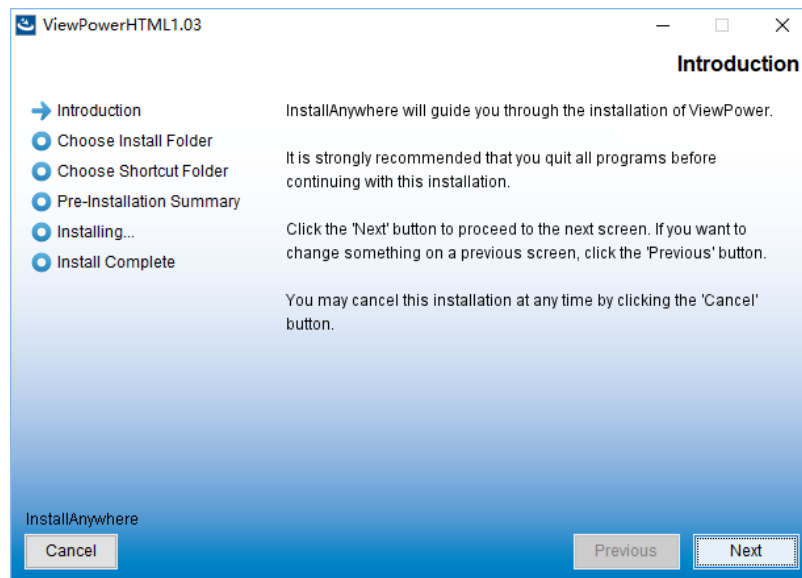 ViewPowerHTML1.03
Introduction
Introduction
Choose Install Folder
Choose Shortcut Folder
Pre-Installation Summary
Installing...
Install Complete
InstallAnywhere will guide you through the installation of ViewPower.
It is strongly recommended that you quit all programs before
continuing with this installation.
Click the 'Next' button to proceed to the next screen. If you want to
change something on a previous screen, click the 'Previous' button.
You may cancel this installation at any time by clicking the 'Cancel'
button.
InstallAnywhere
Cancel
Previous
Next